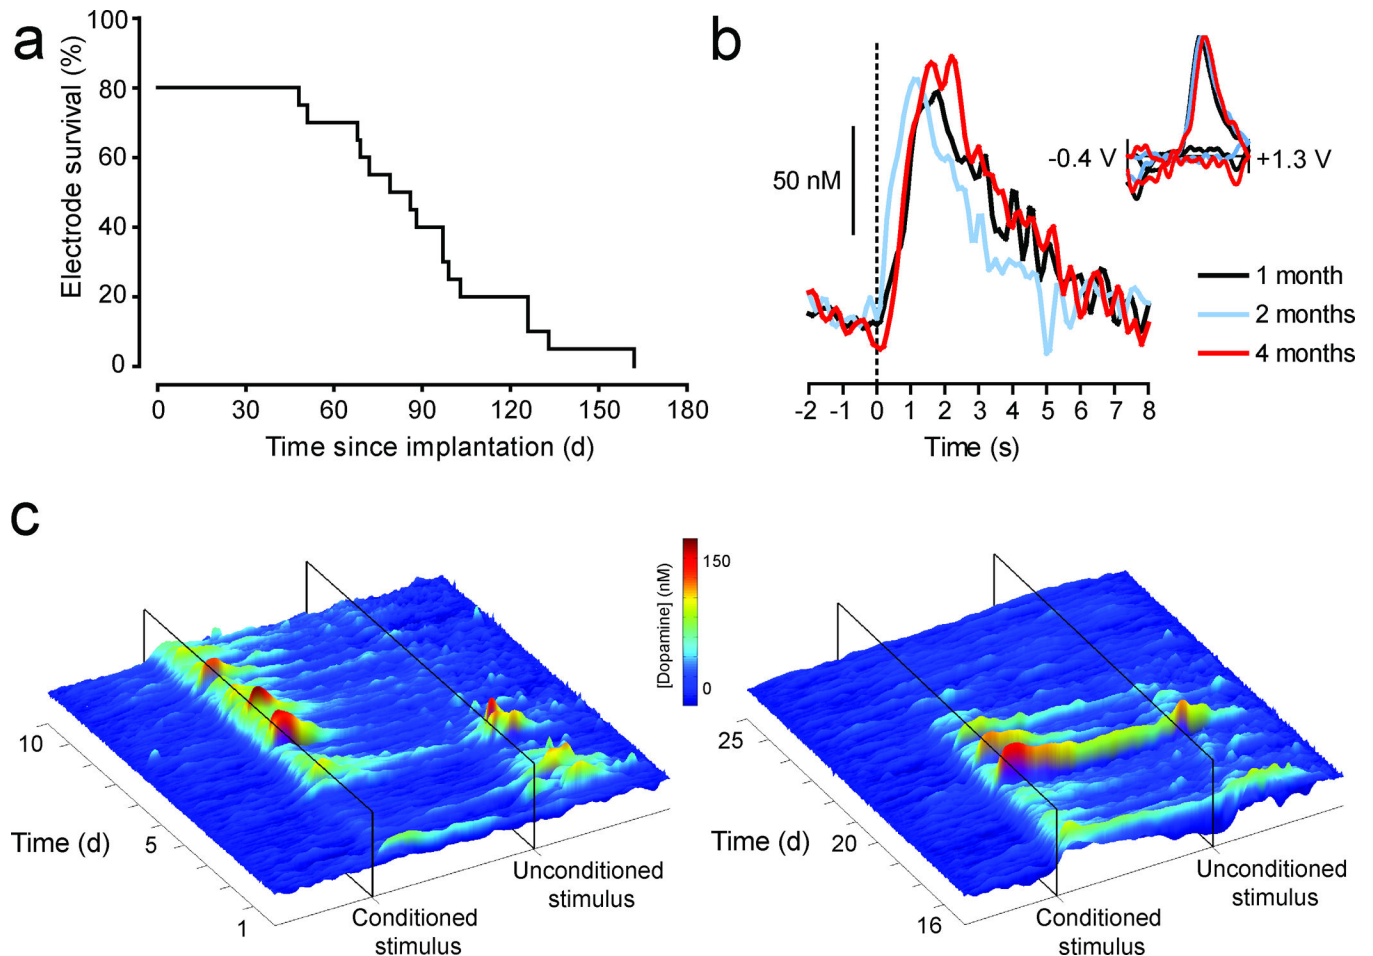 a
Electrode survival (%)
100
80
60
40
20
0
0 30 60 90 120 150 180
Time since implantation (d)
b
50 nM
-0.4 V
+1.3 V
1 month
2 months
4 months
-2 -1 0 1 2 3 4 5 6 7 8
Time (s)
c
[Dopamine] (nM)
150
0
10
5
1
Time (d)
Conditioned
stimulus
Unconditioned
stimulus
25
20
16
Time (d)
Conditioned
stimulus
Unconditioned
stimulus